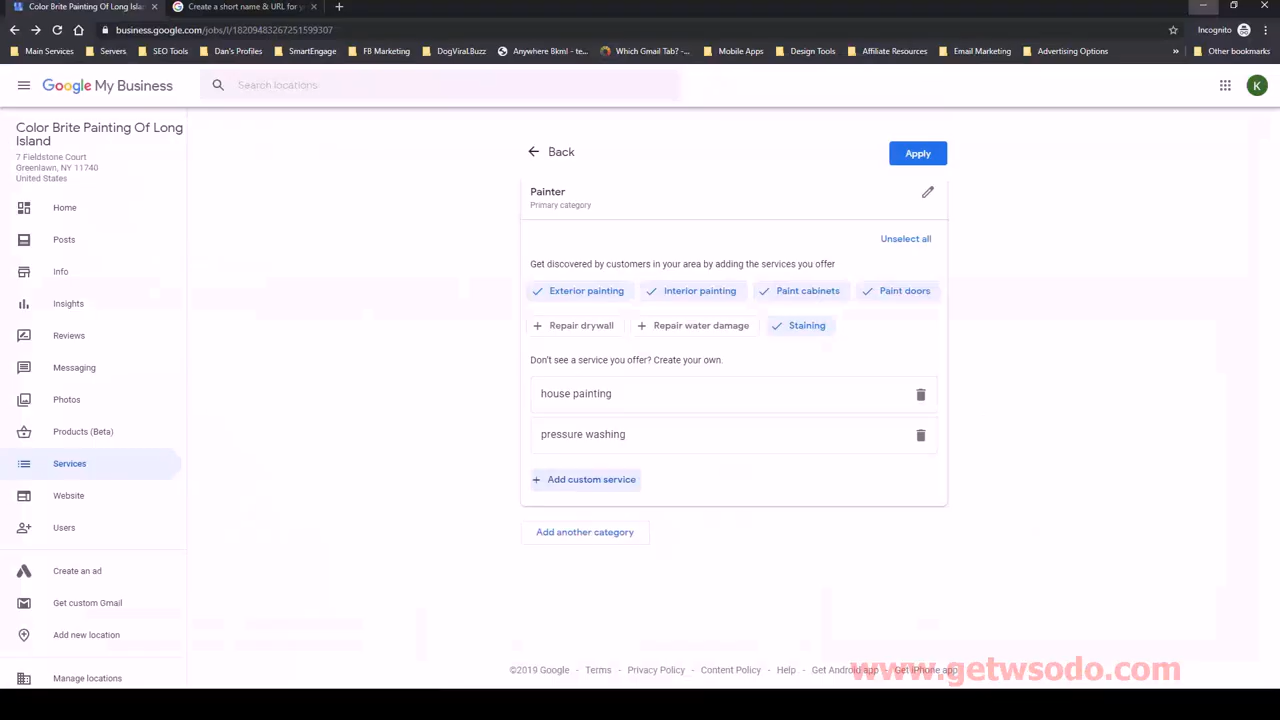 Color Brite Painting Of Long Islan
Create a short name & URL for y
business.google.com/jobs/l/18209483267251599307
Incognito
Main Services
Servers
SEO Tools
Dan's Profiles
SmartEngage
FB Marketing
DogViral.Buzz
Anywhere Bkml - te...
Which Gmail Tab? -...
Mobile Apps
Design Tools
Affiliate Resources
Email Marketing
Advertising Options
Other bookmarks
Google My Business
Search locations
K
Color Brite Painting Of Long
Island
7 Fieldstone Court
Greenlawn, NY 11740
United States
Home
Posts
Info
Insights
Reviews
Messaging
Photos
Products (Beta)
Services
Website
Users
Create an ad
Get custom Gmail
Add new location
Manage locations
Back
Apply
Painter
Primary category
Unselect all
Get discovered by customers in your area by adding the services you offer
Exterior painting
Interior painting
Paint cabinets
Paint doors
Repair drywall
Repair water damage
Staining
Don't see a service you offer? Create your own.
house painting
pressure washing
Add custom service
Add another category
©2019 Google - Terms - Privacy Policy - Content Policy - Help - Get Android app - Get iPhone app
www.getwsodo.com